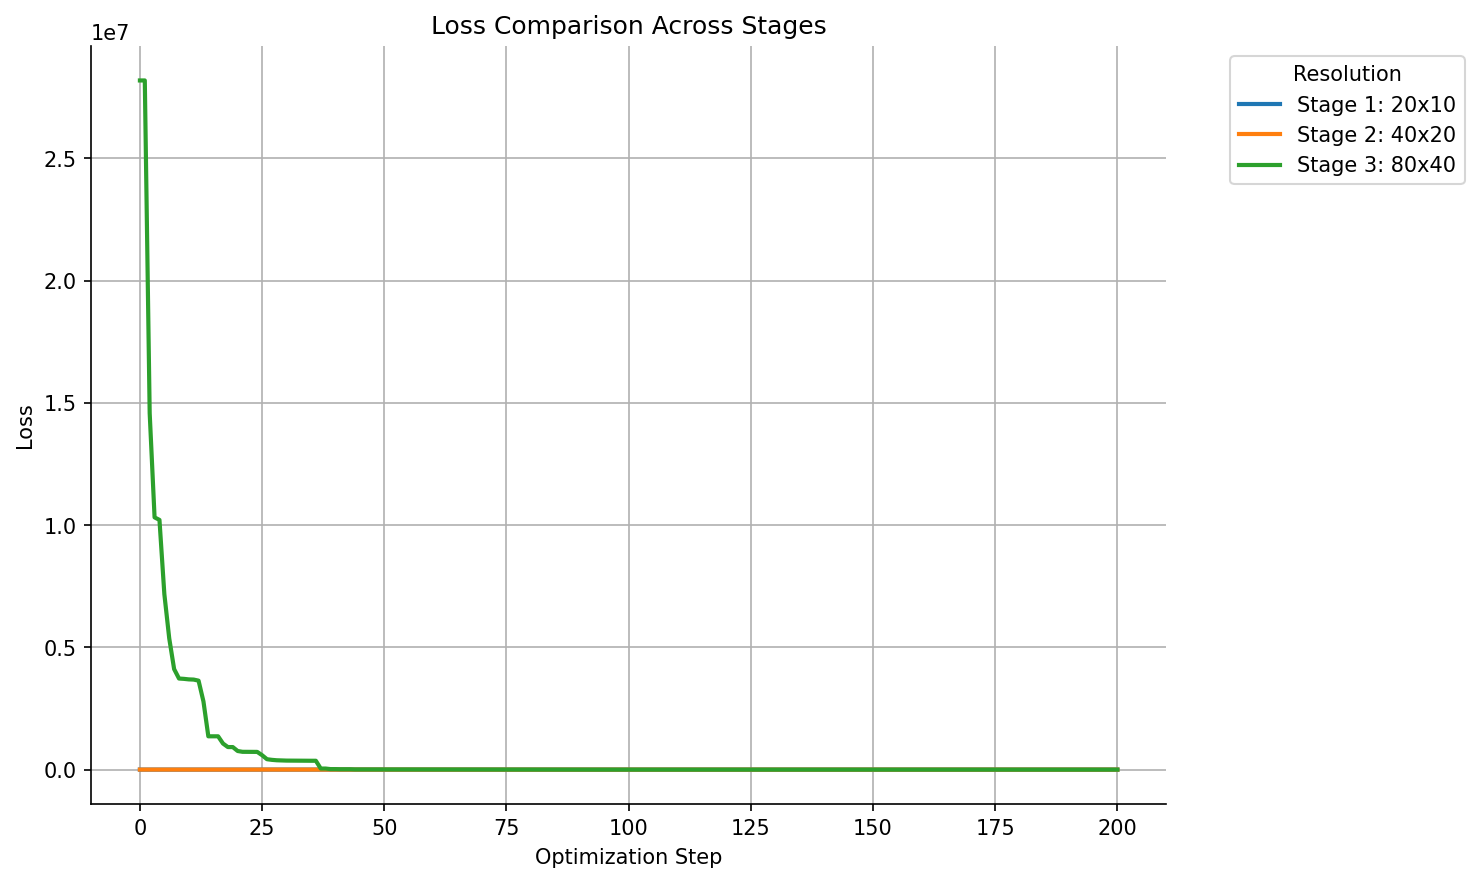 Loss Comparison Across Stages
1e7
Resolution
Stage 1: 20x10
Stage 2: 40x20
Stage 3: 80x40
2.5
2.0
1.5
1.0
0.5
0.0
Loss
0 25 50 75 100 125 150 175 200
Optimization Step